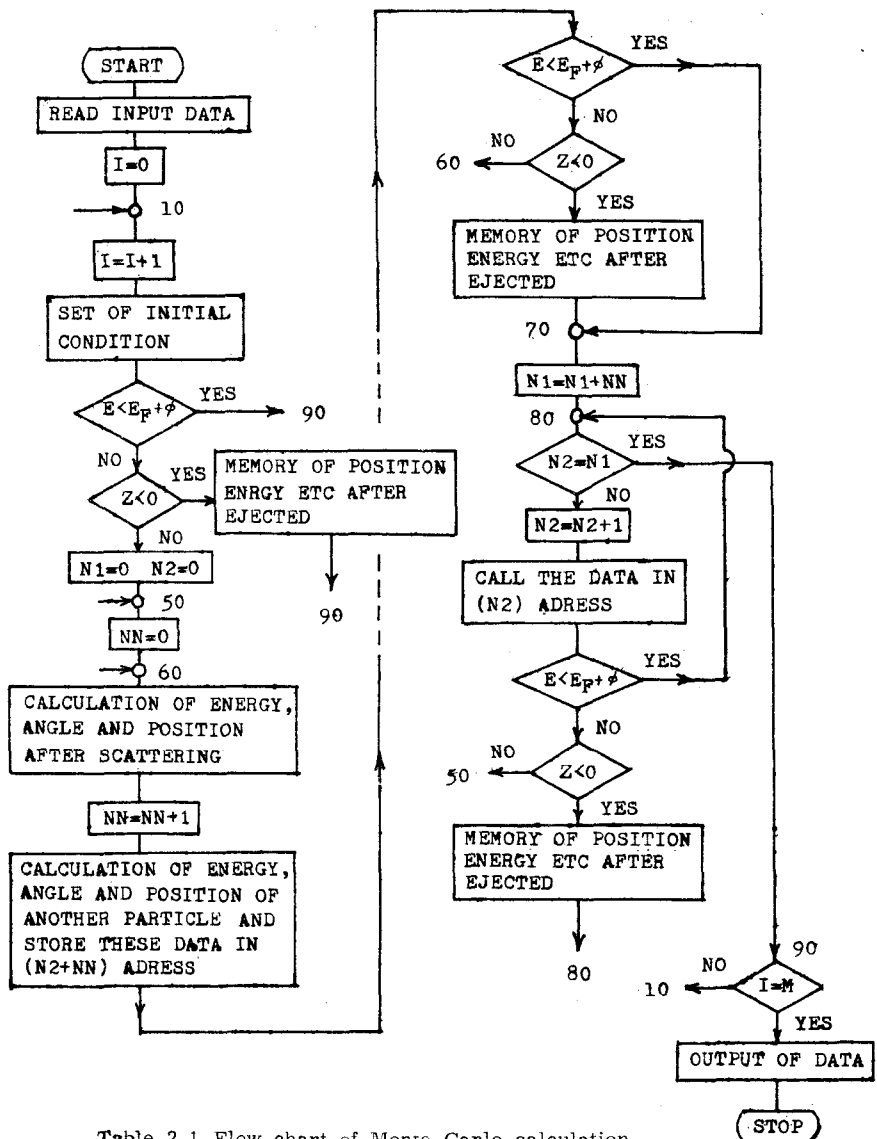 START
READ INPUT DATA
I=0
10
I=I+1
SET OF INITIAL
CONDITION
E<E_F+ϕ
YES
90
NO
Z<0
YES
MEMORY OF POSITION
ENRGY ETC AFTER
EJECTED
90
NO
N1=0 N2=0
50
NN=0
60
CALCULATION OF ENERGY,
ANGLE AND POSITION
AFTER SCATTERING
NN=NN+1
CALCULATION OF ENERGY,
ANGLE AND POSITION OF
ANOTHER PARTICLE AND
STORE THESE DATA IN
(N2+NN) ADRESS
E<E_F+ϕ
YES
NO
Z<0
NO
60
YES
MEMORY OF POSITION
ENERGY ETC AFTER
EJECTED
70
N1=N1+NN
80
N2=N1
YES
NO
N2=N2+1
CALL THE DATA IN
(N2) ADRESS
E<E_F+ϕ
YES
NO
Z<0
NO
50
YES
MEMORY OF POSITION
ENERGY ETC AFTER
EJECTED
80
90
I=M
NO
10
YES
OUTPUT OF DATA
STOP
Table 2.1 Flow chart of Monte Carlo calculation